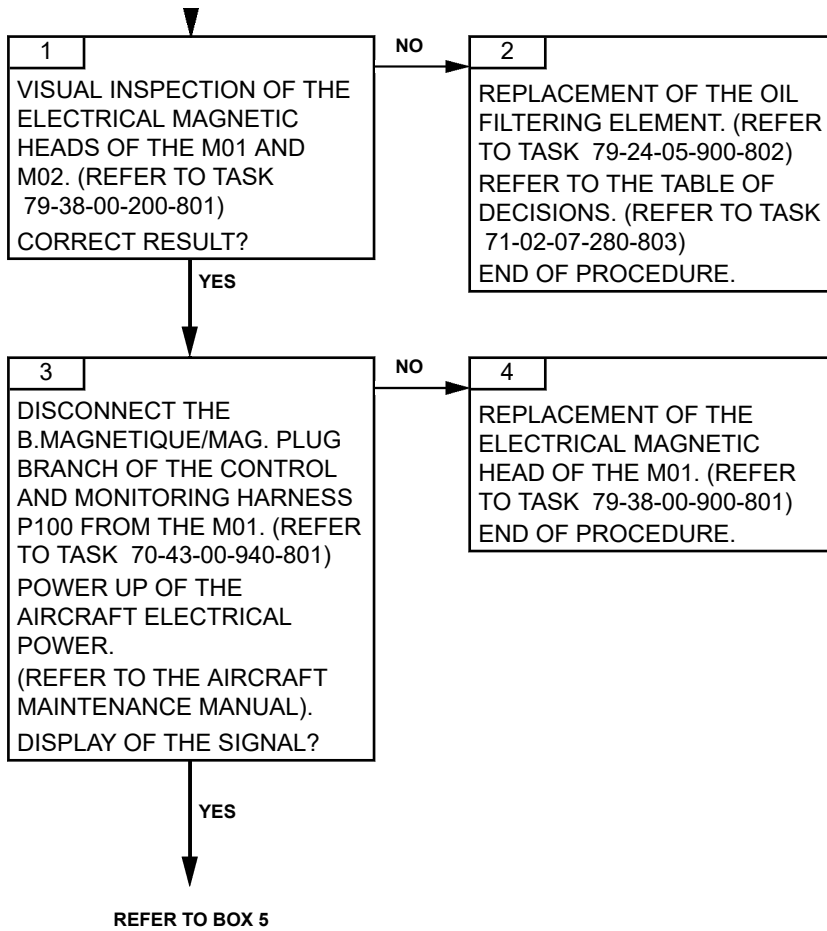 1
VISUAL INSPECTION OF THE
ELECTRICAL MAGNETIC
HEADS OF THE M01 AND
M02. (REFER TO TASK
79-38-00-200-801)
CORRECT RESULT?
NO
2
REPLACEMENT OF THE OIL
FILTERING ELEMENT. (REFER
TO TASK 79-24-05-900-802)
REFER TO THE TABLE OF
DECISIONS. (REFER TO TASK
71-02-07-280-803)
END OF PROCEDURE.
YES
3
DISCONNECT THE
B.MAGNETIQUE/MAG. PLUG
BRANCH OF THE CONTROL
AND MONITORING HARNESS
P100 FROM THE M01. (REFER
TO TASK 70-43-00-940-801)
POWER UP OF THE
AIRCRAFT ELECTRICAL
POWER.
(REFER TO THE AIRCRAFT
MAINTENANCE MANUAL).
DISPLAY OF THE SIGNAL?
NO
4
REPLACEMENT OF THE
ELECTRICAL MAGNETIC
HEAD OF THE M01. (REFER
TO TASK 79-38-00-900-801)
END OF PROCEDURE.
YES
REFER TO BOX 5